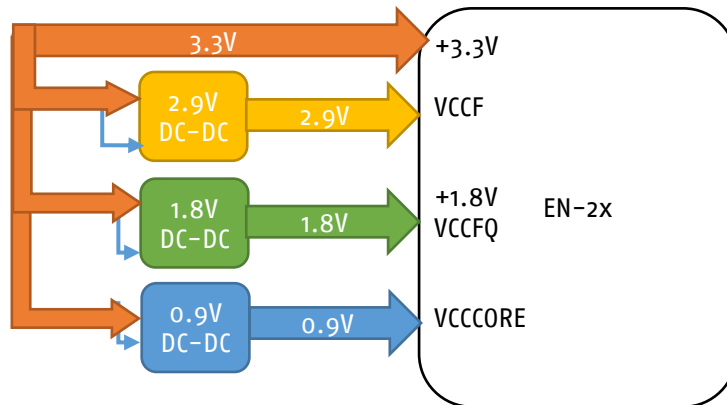 3.3V
+3.3V
2.9V
DC-DC
2.9V
VCCF
1.8V
DC-DC
1.8V
+1.8V
VCCFQ
EN-2x
0.9V
DC-DC
0.9V
VCCCORE